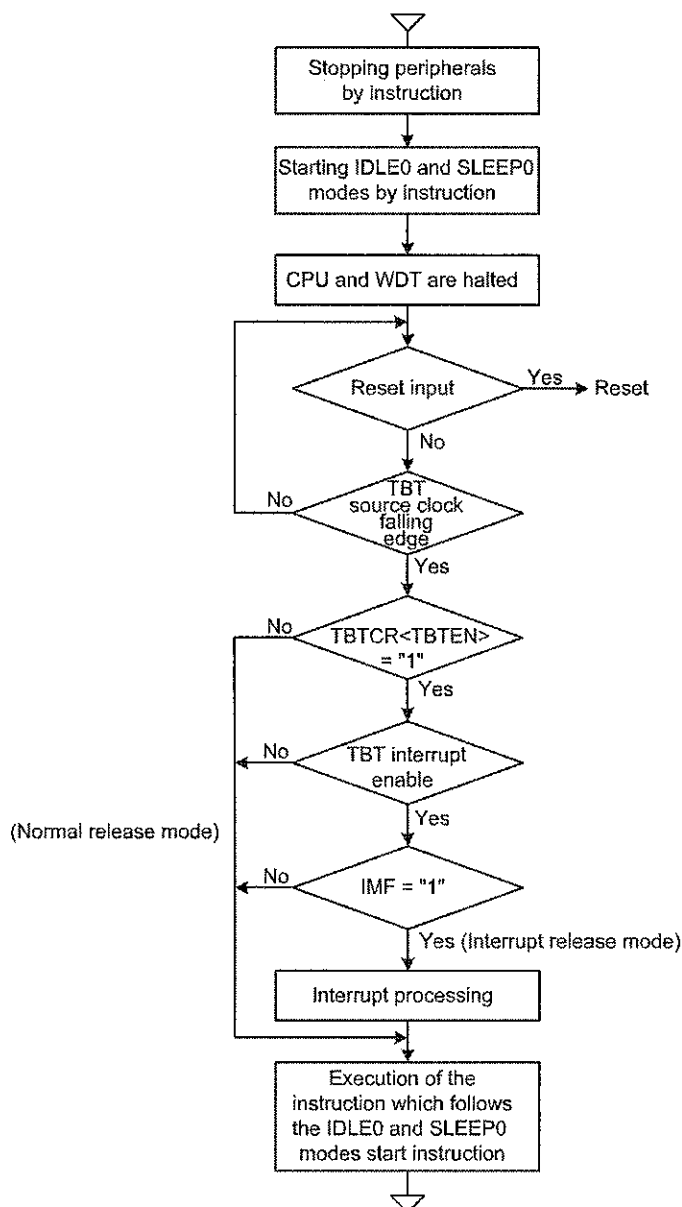 Stopping peripherals
by instruction
Starting IDLE0 and SLEEP0
modes by instruction
CPU and WDT are halted
Reset input
Yes
Reset
No
No
TBT
source clock
falling
edge
Yes
No
TBTCR<TBTEN>
= "1"
Yes
No
TBT interrupt
enable
(Normal release mode)
Yes
No
IMF = "1"
Yes (Interrupt release mode)
Interrupt processing
Execution of the
instruction which follows
the IDLE0 and SLEEP0
modes start instruction